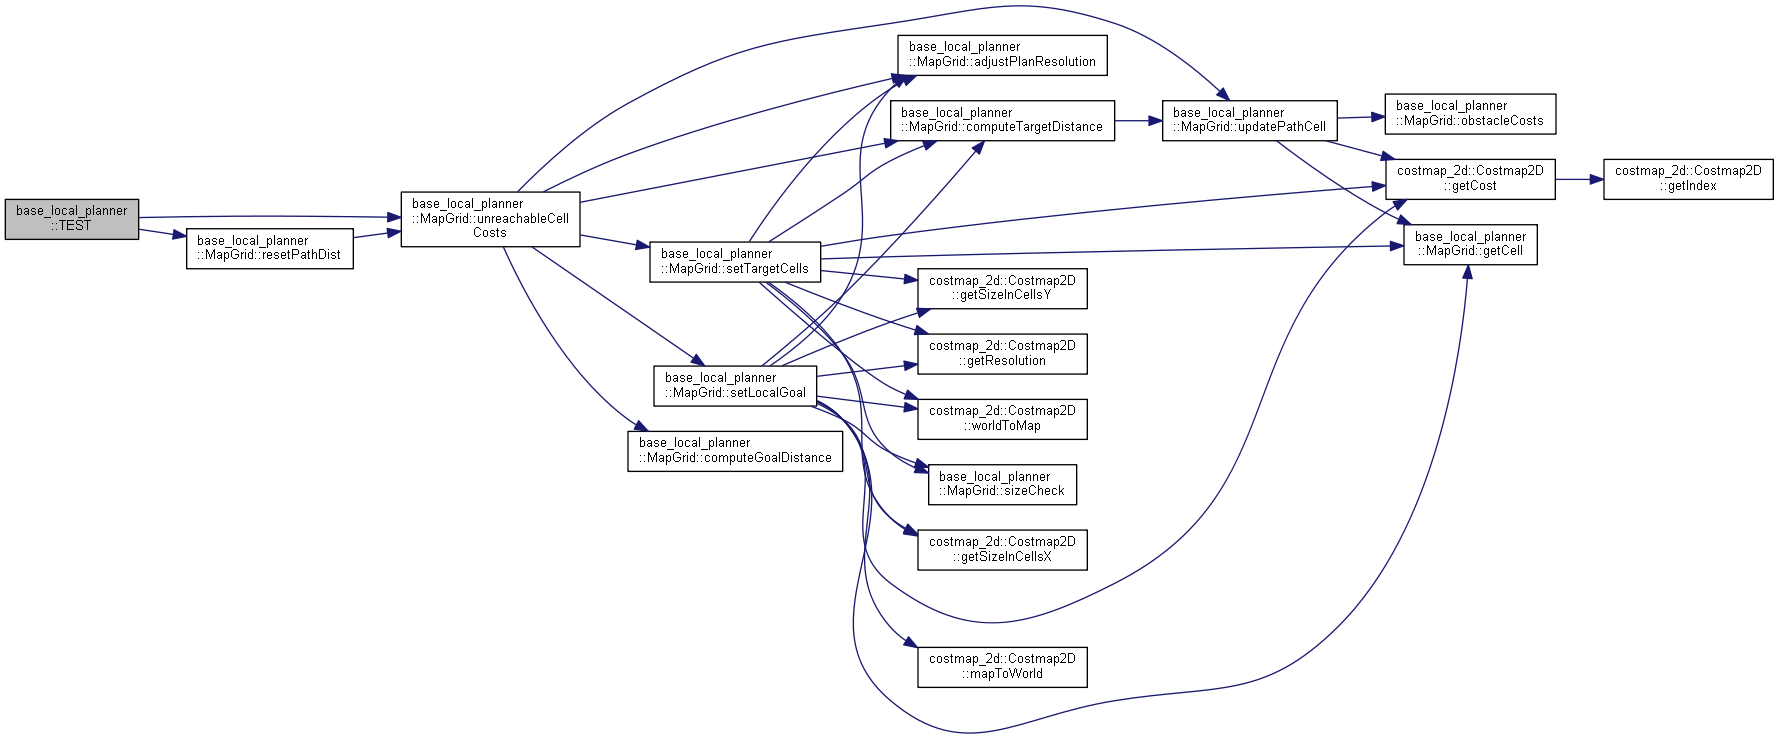 base_local_planner
::TEST
base_local_planner
::MapGrid::resetPathDist
base_local_planner
::MapGrid::unreachableCell
Costs
base_local_planner
::MapGrid::setTargetCells
base_local_planner
::MapGrid::setLocalGoal
base_local_planner
::MapGrid::computeGoalDistance
base_local_planner
::MapGrid::adjustPlanResolution
base_local_planner
::MapGrid::computeTargetDistance
costmap_2d::Costmap2D
::getSizeInCellsY
costmap_2d::Costmap2D
::getResolution
costmap_2d::Costmap2D
::worldToMap
base_local_planner
::MapGrid::sizeCheck
costmap_2d::Costmap2D
::getSizeInCellsX
costmap_2d::Costmap2D
::mapToWorld
base_local_planner
::MapGrid::updatePathCell
base_local_planner
::MapGrid::obstacleCosts
costmap_2d::Costmap2D
::getCost
base_local_planner
::MapGrid::getCell
costmap_2d::Costmap2D
::getIndex